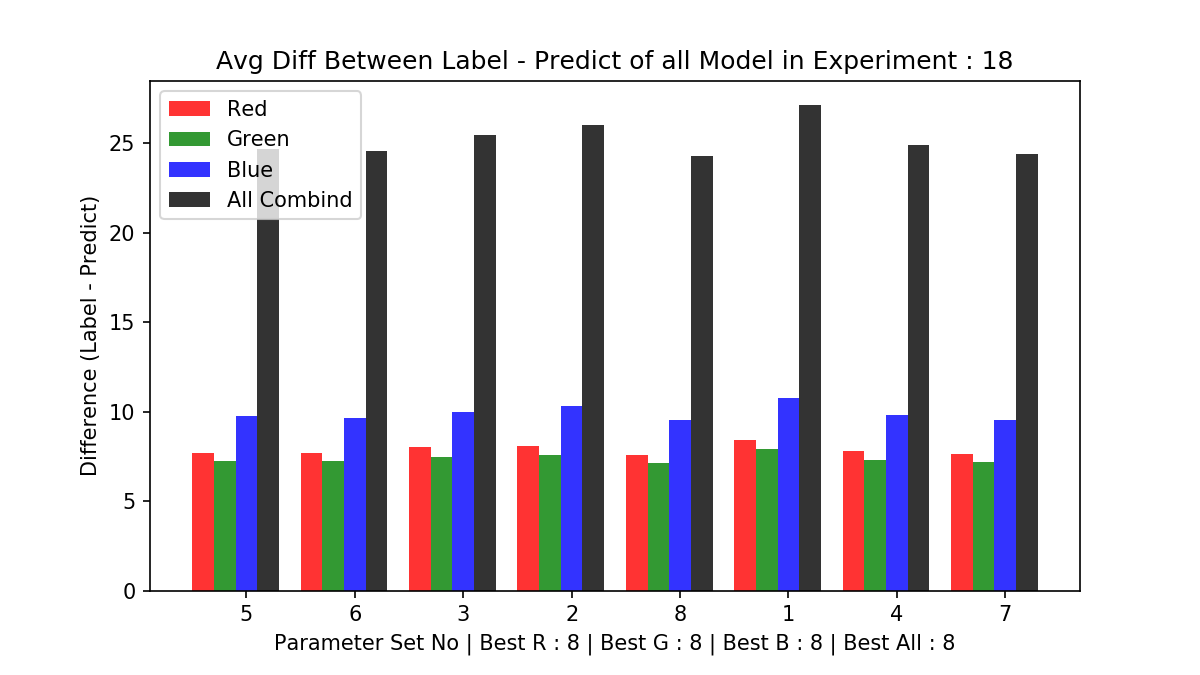 Avg Diff Between Label - Predict of all Model in Experiment : 18
Red
Green
Blue
All Combind
25
20
15
10
5
0
Difference (Label - Predict)
5 6 3 2 8 1 4 7
Parameter Set No | Best R : 8 | Best G : 8 | Best B : 8 | Best All : 8